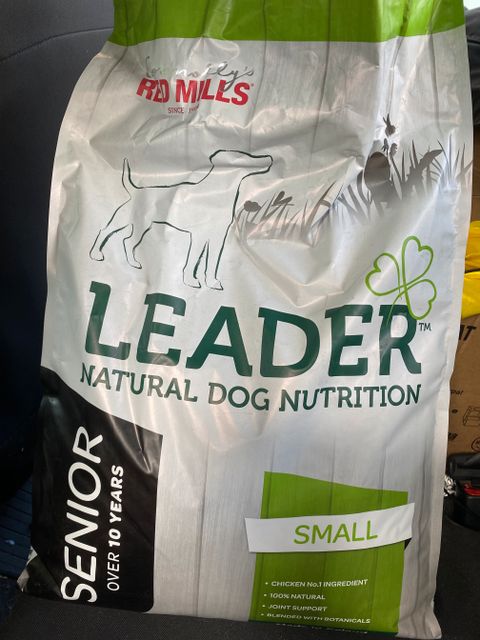 Connolly's
RED MILLS
SINCE
LEADER™
NATURAL DOG NUTRITION
SENIOR
OVER 10 YEARS
SMALL
• CHICKEN No.1 INGREDIENT
• 100% NATURAL
• JOINT SUPPORT
• BLENDED WITH BOTANICALS